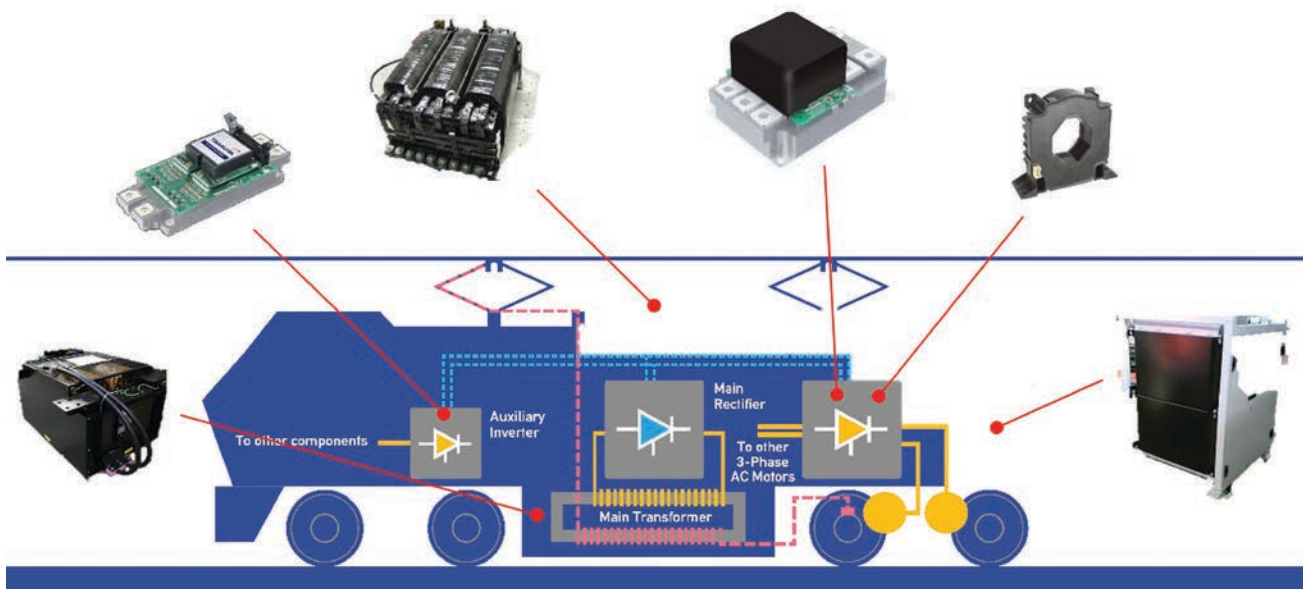 Auxiliary
Inverter
Main
Rectifier
To other components
To other
3-Phase
AC Motors
Main Transformer